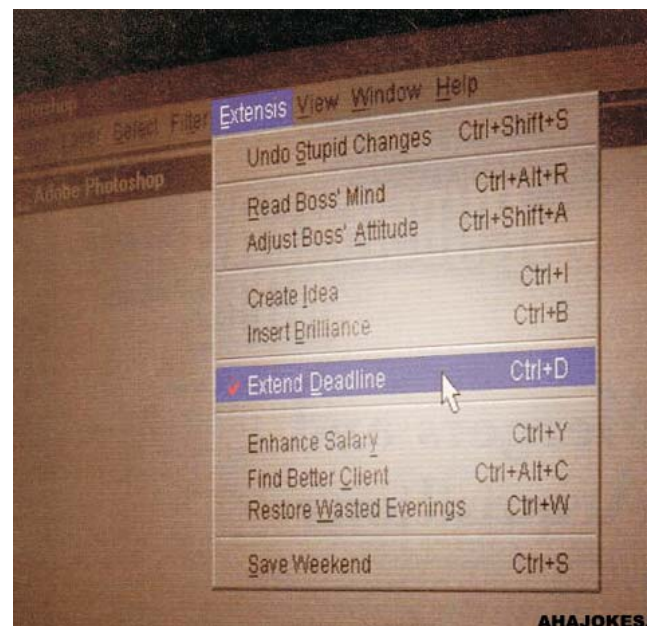 Layer Select Filter Extensis View Window Help
Adobe Photoshop
Undo Stupid Changes Ctrl+Shift+S
Read Boss' Mind Ctrl+Alt+R
Adjust Boss' Attitude Ctrl+Shift+A
Create Idea Ctrl+I
Insert Brilliance Ctrl+B
Extend Deadline Ctrl+D
Enhance Salary Ctrl+Y
Find Better Client Ctrl+Alt+C
Restore Wasted Evenings Ctrl+W
Save Weekend Ctrl+S
AHAJOKES.